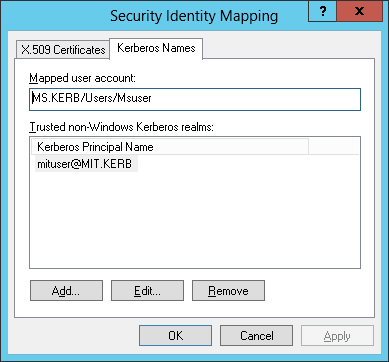 Security Identity Mapping
?
X.509 Certificates
Kerberos Names
Mapped user account:
MS.KERB/Users/Msuser
Trusted non-Windows Kerberos realms:
Kerberos Principal Name
mituser@MIT.KERB
Add...
Edit...
Remove
OK
Cancel
Apply